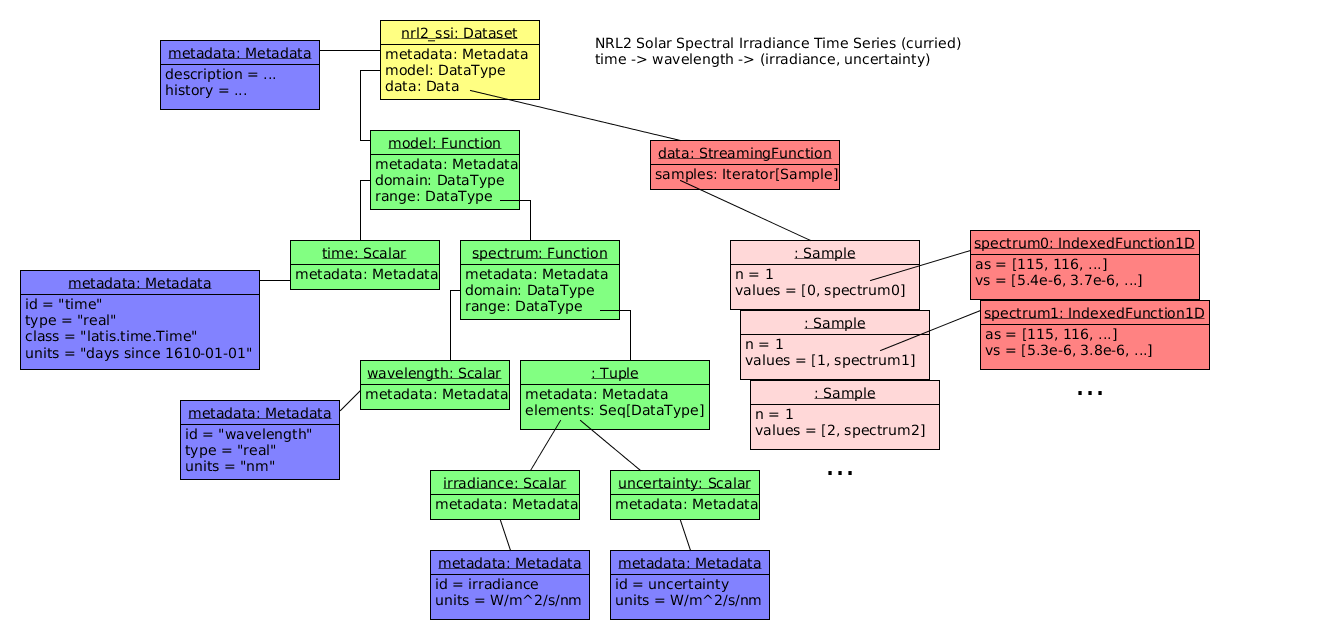 nrl2_ssi: Dataset
metadata: Metadata
model: DataType
data: Data
NRL2 Solar Spectral Irradiance Time Series (curried)
time -> wavelength -> (irradiance, uncertainty)
metadata: Metadata
description = ...
history = ...
model: Function
metadata: Metadata
domain: DataType
range: DataType
data: StreamingFunction
samples: Iterator[Sample]
time: Scalar
metadata: Metadata
spectrum: Function
metadata: Metadata
domain: DataType
range: DataType
metadata: Metadata
id = "time"
type = "real"
class = "latis.time.Time"
units = "days since 1610-01-01"
: Sample
n = 1
values = [0, spectrum0]
: Sample
n = 1
values = [1, spectrum1]
: Sample
n = 1
values = [2, spectrum2]
...
spectrum0: IndexedFunction1D
as = [115, 116, ...]
vs = [5.4e-6, 3.7e-6, ...]
spectrum1: IndexedFunction1D
as = [115, 116, ...]
vs = [5.3e-6, 3.8e-6, ...]
...
wavelength: Scalar
metadata: Metadata
: Tuple
metadata: Metadata
elements: Seq[DataType]
metadata: Metadata
id = "wavelength"
type = "real"
units = "nm"
irradiance: Scalar
metadata: Metadata
uncertainty: Scalar
metadata: Metadata
metadata: Metadata
id = irradiance
units = W/m^2/s/nm
metadata: Metadata
id = uncertainty
units = W/m^2/s/nm